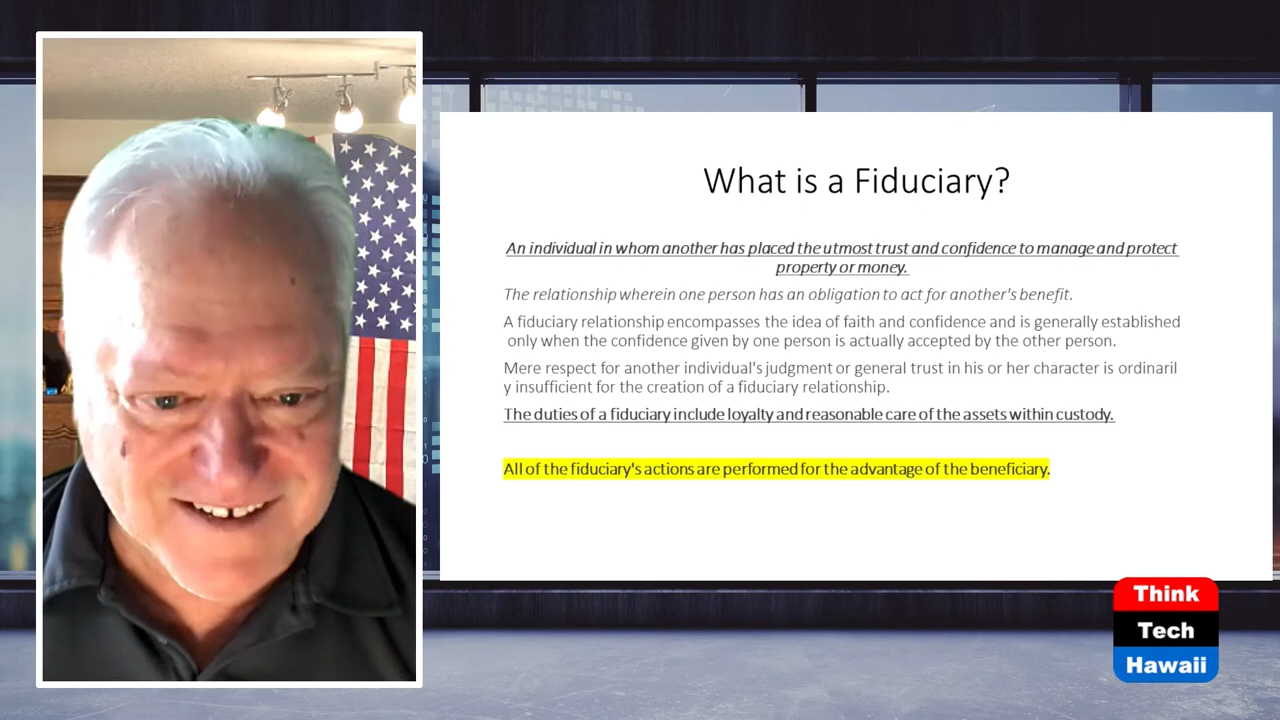 What is a Fiduciary?
An individual in whom another has placed the utmost trust and confidence to manage and protect
property or money.
The relationship wherein one person has an obligation to act for another's benefit.
A fiduciary relationship encompasses the idea of faith and confidence and is generally established
only when the confidence given by one person is actually accepted by the other person.
Mere respect for another individual's judgment or general trust in his or her character is ordinaril
y insufficient for the creation of a fiduciary relationship.
The duties of a fiduciary include loyalty and reasonable care of the assets within custody.
All of the fiduciary's actions are performed for the advantage of the beneficiary.
Think
Tech
Hawaii